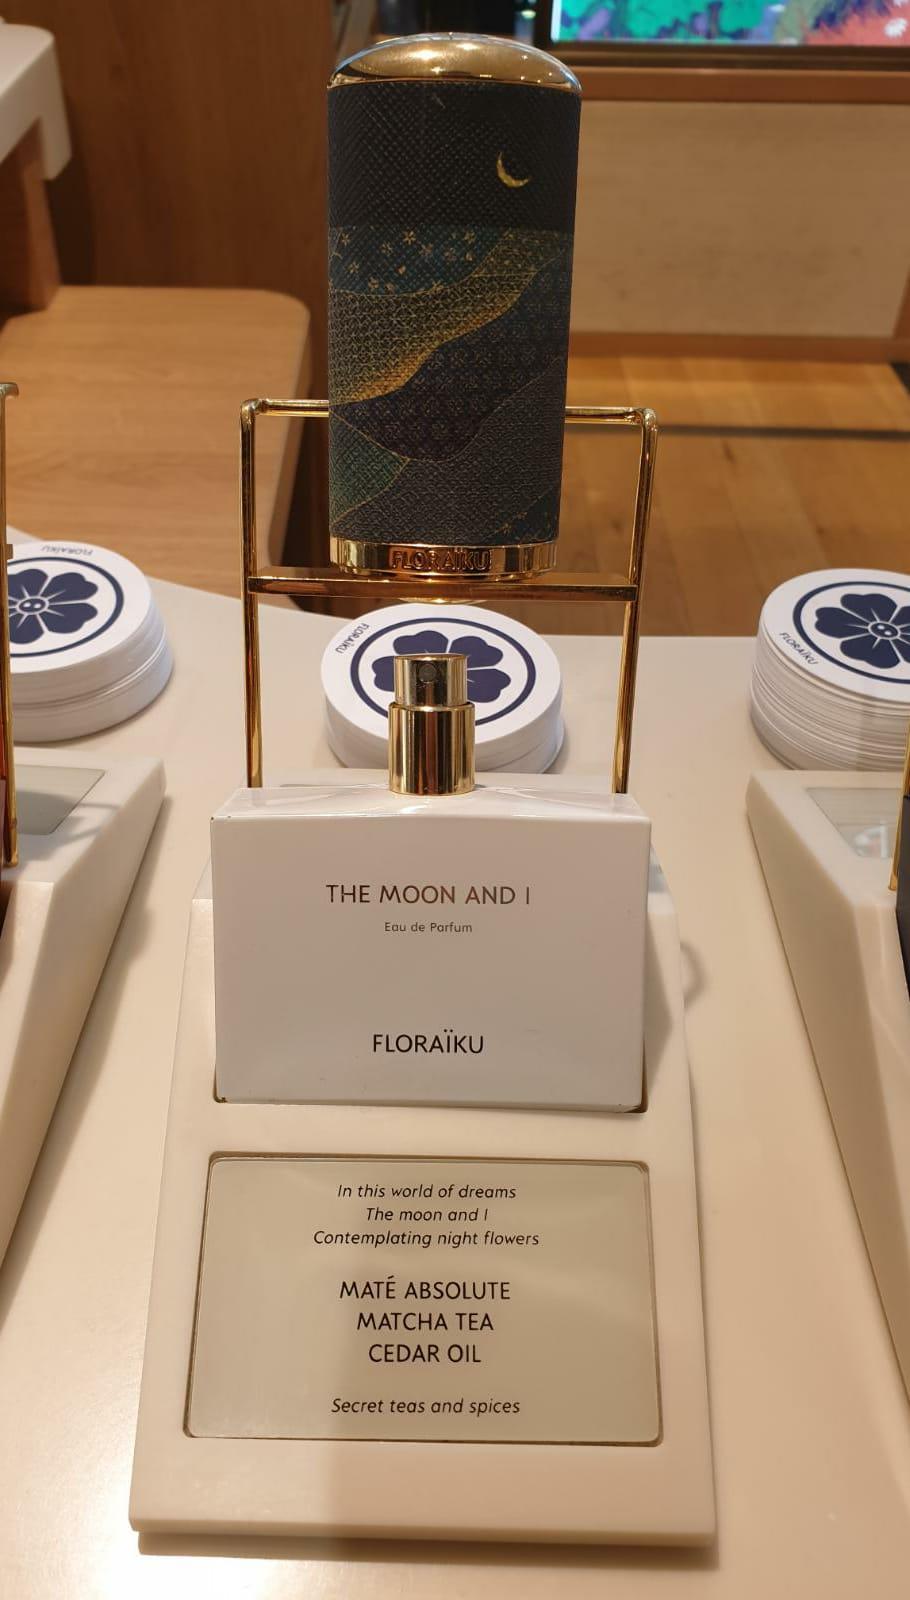 FLORAÏKU
FLORAÏKU
FLORAÏKU
FLORAÏKU
THE MOON AND I
Eau de Parfum
FLORAÏKU
In this world of dreams
The moon and I
Contemplating night flowers
MATÉ ABSOLUTE
MATCHA TEA
CEDAR OIL
Secret teas and spices